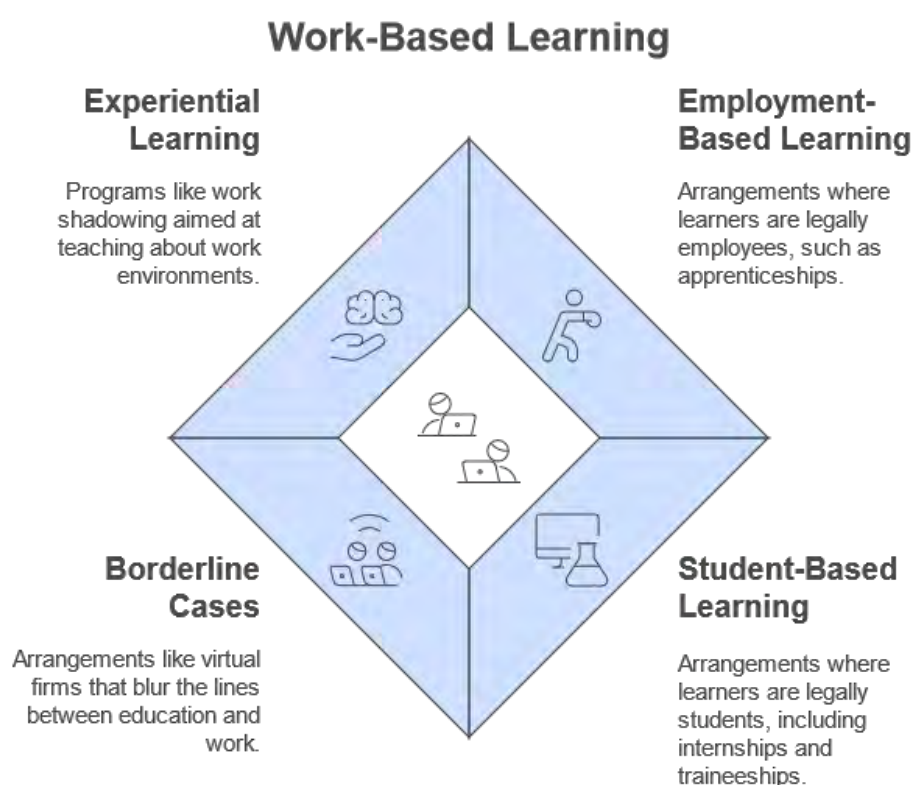 Work-Based Learning
Experiential
Learning
Programs like work
shadowing aimed at
teaching about work
environments.
Employment-
Based Learning
Arrangements where
learners are legally
employees, such as
apprenticeships.
Borderline
Cases
Arrangements like virtual
firms that blur the lines
between education and
work.
Student-Based
Learning
Arrangements where
learners are legally
students, including
internships and
traineeships.